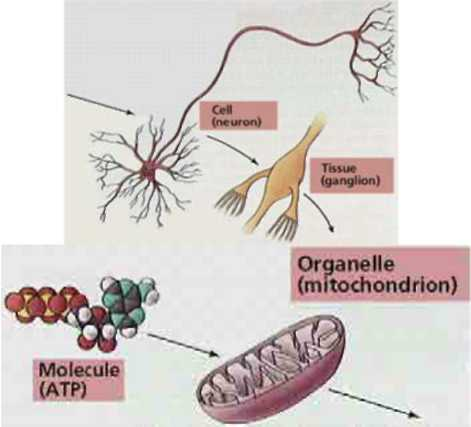 Cell
(neuron)
Tissue
(ganglion)
Organelle
(mitochondrion)
Molecule
(ATP)